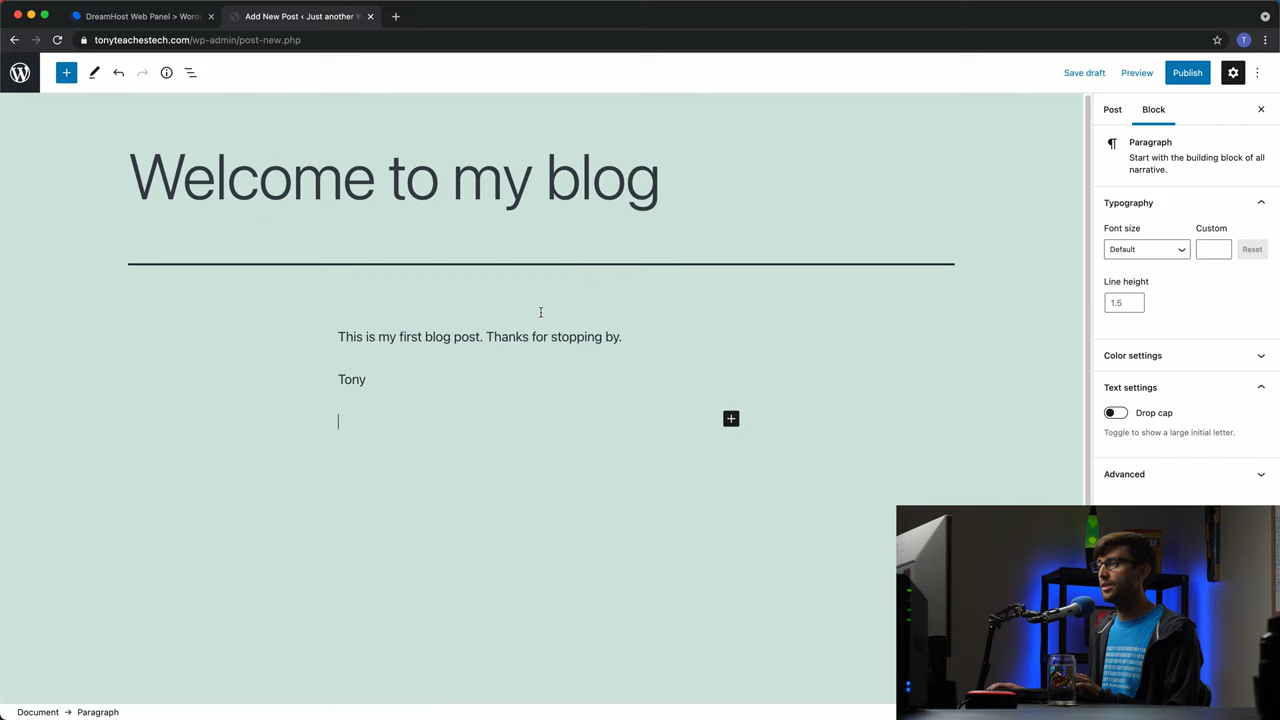 DreamHost Web Panel > Wordp
Add New Post ‹ Just another W
tonyteachestech.com/wp-admin/post-new.php
T
Save draft
Preview
Publish
Post
Block
Welcome to my blog
Paragraph
Start with the building block of all
narrative.
Typography
Font size
Custom
Default
Reset
Line height
1.5
This is my first blog post. Thanks for stopping by.
Color settings
Tony
Text settings
Drop cap
Toggle to show a large initial letter.
Advanced
Document → Paragraph